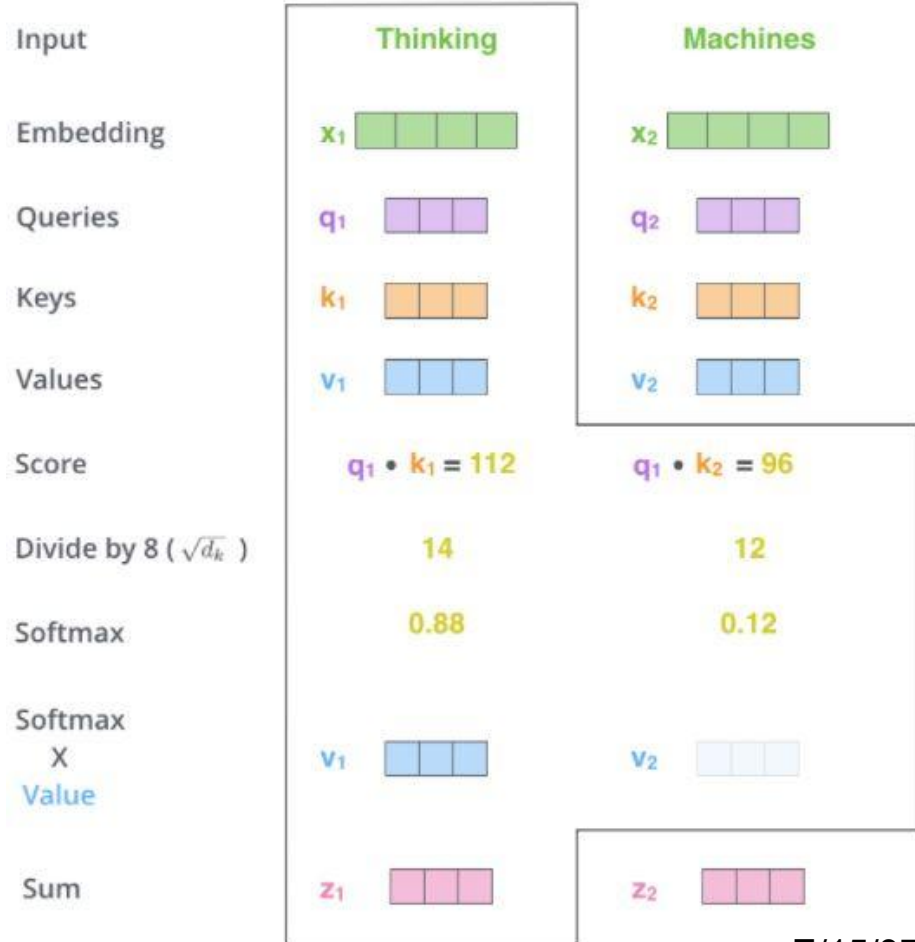 Input Thinking Machines
Embedding x₁ x₂
Queries q₁ q₂
Keys k₁ k₂
Values v₁ v₂
Score q₁ • k₁ = 112 q₁ • k₂ = 96
Divide by 8 ( √dₖ ) 14 12
Softmax 0.88 0.12
Softmax
X v₁ v₂
Value
Sum z₁ z₂